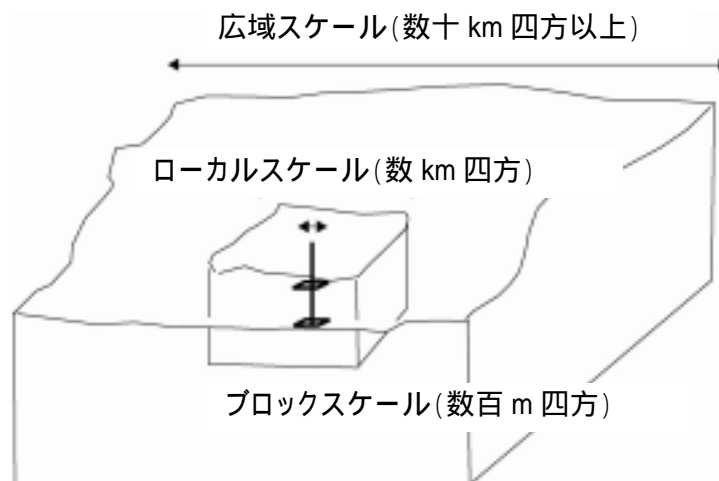 広域スケール(数十 km 四方以上)
ローカルスケール(数 km 四方)
ブロックスケール(数百 m 四方)